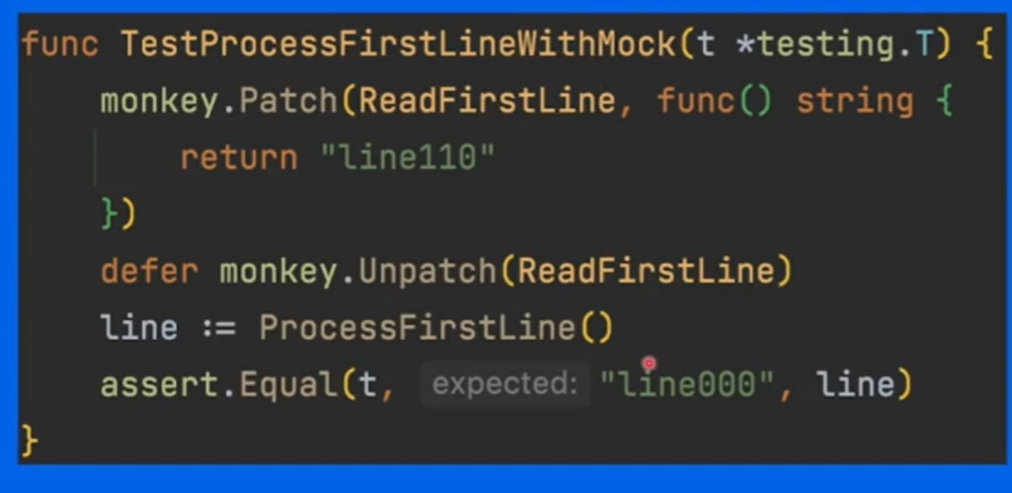 func TestProcessFirstLineWithMock(t *testing.T) {
    monkey.Patch(ReadFirstLine, func() string {
        return "line110"
    })
    defer monkey.Unpatch(ReadFirstLine)
    line := ProcessFirstLine()
    assert.Equal(t, expected: "line000", line)
}